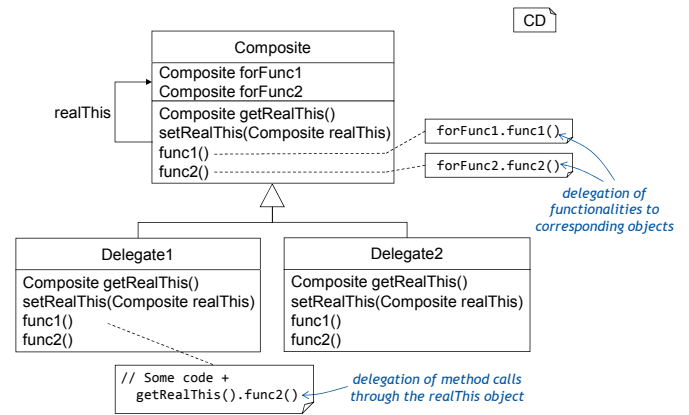 CD
Composite
Composite forFunc1
Composite forFunc2
realThis
Composite getRealThis()
setRealThis(Composite realThis)
func1()
func2()
forFunc1.func1()
forFunc2.func2()
delegation of
functionalities to
corresponding objects
Delegate1
Composite getRealThis()
setRealThis(Composite realThis)
func1()
func2()
Delegate2
Composite getRealThis()
setRealThis(Composite realThis)
func1()
func2()
// Some code +
getRealThis().func2()
delegation of method calls
through the realThis object